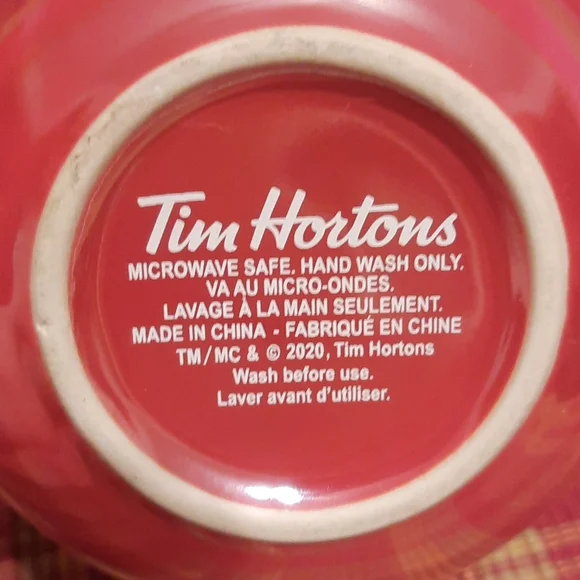 Tim Hortons
MICROWAVE SAFE. HAND WASH ONLY.
VA AU MICRO-ONDES.
LAVAGE À LA MAIN SEULEMENT.
MADE IN CHINA - FABRIQUÉ EN CHINE
TM/MC & © 2020, Tim Hortons
Wash before use.
Laver avant d'utiliser.